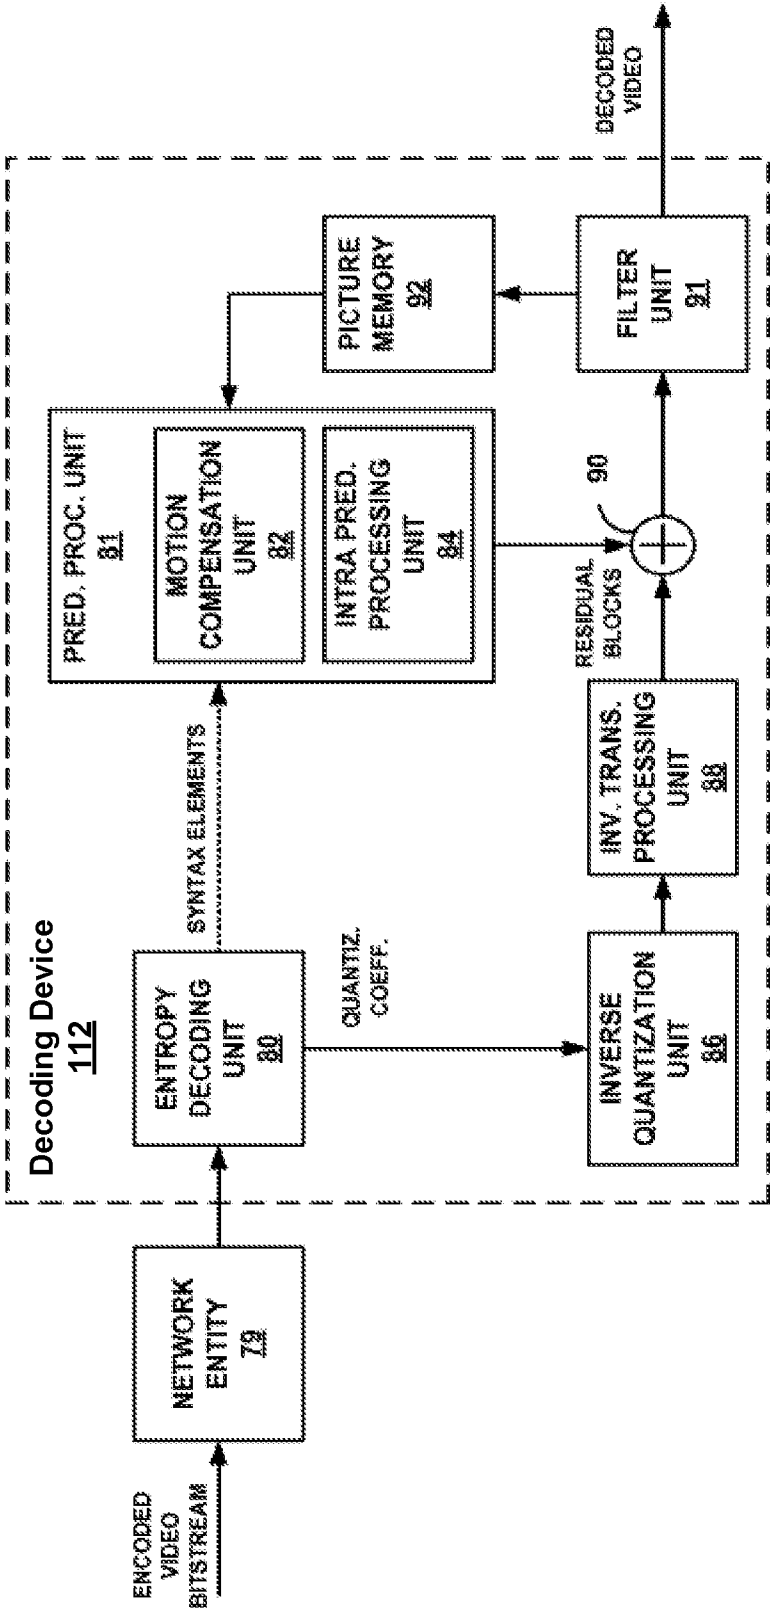 Decoding Device
112
ENCODED
VIDEO
BITSTREAM
NETWORK
ENTITY
79
ENTROPY
DECODING
UNIT
80
SYNTAX ELEMENTS
QUANTIZ.
COEFF.
PRED. PROC. UNIT
81
MOTION
COMPENSATION
UNIT
82
INTRA PRED.
PROCESSING
UNIT
84
PICTURE
MEMORY
92
INVERSE
QUANTIZATION
UNIT
86
INV. TRANS.
PROCESSING
UNIT
88
RESIDUAL
BLOCKS
90
FILTER
UNIT
91
DECODED
VIDEO